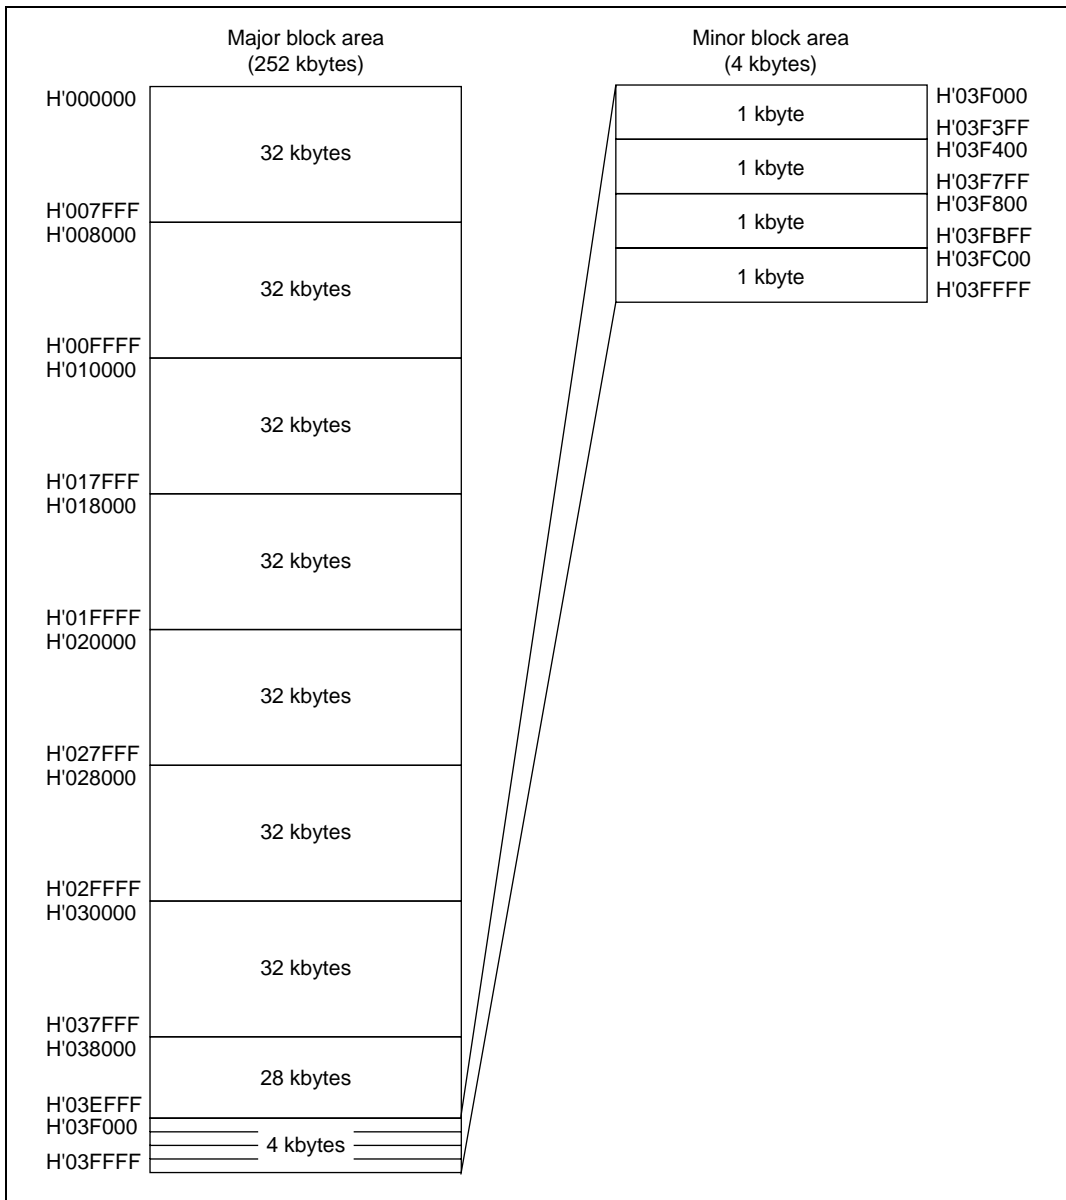 Major block area
(252 kbytes)
H'000000
32 kbytes
H'007FFF
H'008000
32 kbytes
H'00FFFF
H'010000
32 kbytes
H'017FFF
H'018000
32 kbytes
H'01FFFF
H'020000
32 kbytes
H'027FFF
H'028000
32 kbytes
H'02FFFF
H'030000
32 kbytes
H'037FFF
H'038000
28 kbytes
H'03EFFF
H'03F000
4 kbytes
H'03FFFF
Minor block area
(4 kbytes)
H'03F000
1 kbyte
H'03F3FF
H'03F400
1 kbyte
H'03F7FF
H'03F800
1 kbyte
H'03FBFF
H'03FC00
1 kbyte
H'03FFFF